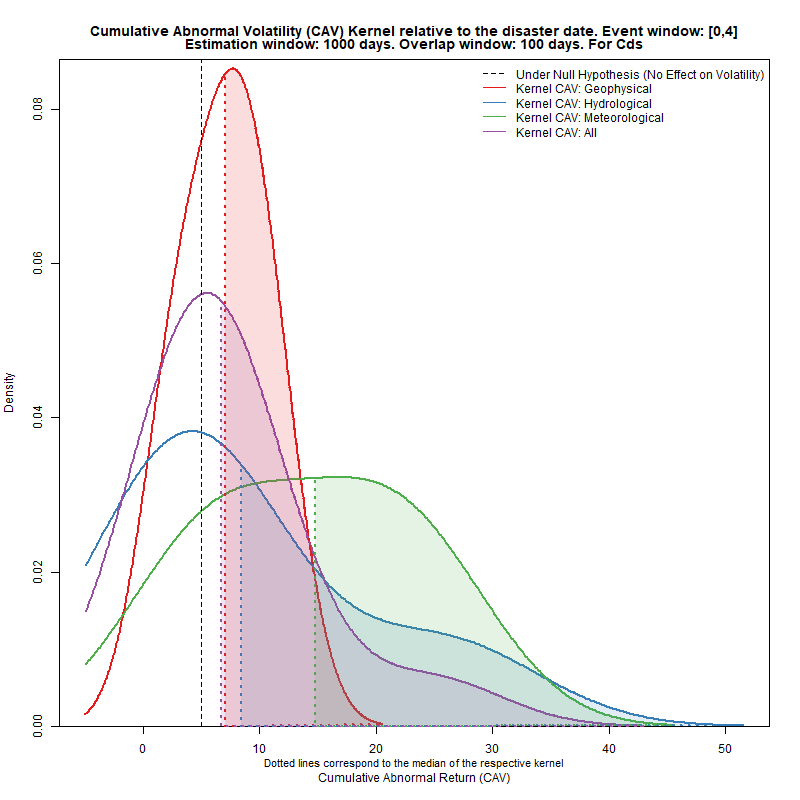 Cumulative Abnormal Volatility (CAV) Kernel relative to the disaster date. Event window: [0,4]
Estimation window: 1000 days. Overlap window: 100 days. For Cds
Under Null Hypothesis (No Effect on Volatility)
Kernel CAV: Geophysical
Kernel CAV: Hydrological
Kernel CAV: Meteorological
Kernel CAV: All
Density
0.08
0.06
0.04
0.02
0.00
0 10 20 30 40 50
Dotted lines correspond to the median of the respective kernel
Cumulative Abnormal Return (CAV)